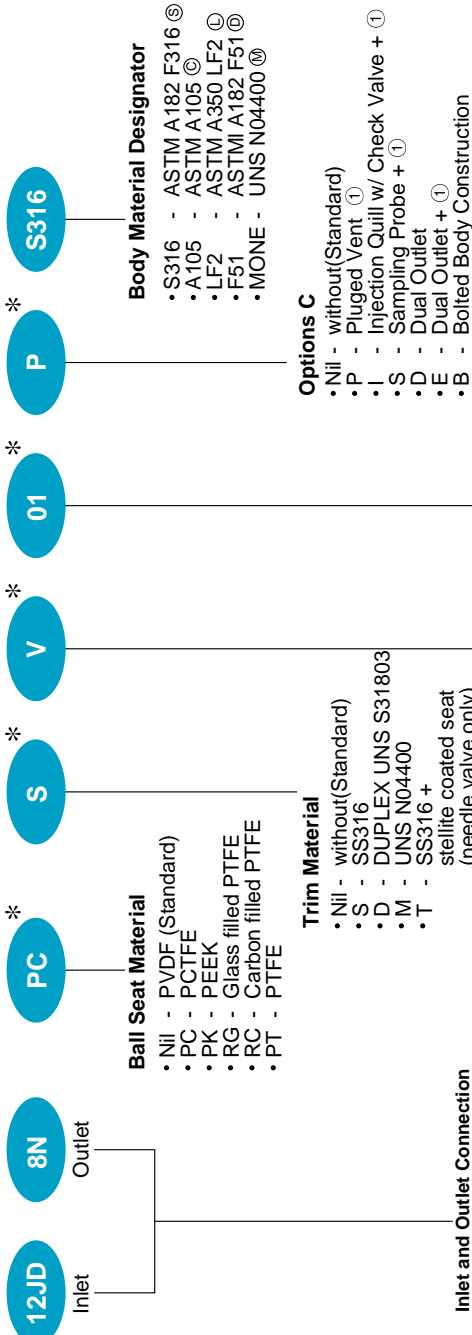 12JD
8N
PC
*
S
*
V
*
01
*
P
*
S316
Inlet
Outlet
Inlet and Outlet Connection
Ball Seat Material
• Nil - PVDF (Standard)
• PC - PCTFE
• PK - PEEK
• RG - Glass filled PTFE
• RC - Carbon filled PTFE
• PT - PTFE
Trim Material
• Nil - without(Standard)
• S - SS316
• D - DUPLEX UNS S31803
• M - UNS N04400
• T - SS316 +
stellite coated seat
(needle valve only)
Options C
• Nil - without(Standard)
• P - Pluged Vent ①
• I - Injection Quill w/ Check Valve + ①
• S - Sampling Probe + ①
• D - Dual Outlet
• E - Dual Outlet + ①
• B - Bolted Body Construction
Body Material Designator
• S316 - ASTM A182 F316 Ⓢ
• A105 - ASTM A105 Ⓒ
• LF2 - ASTM A350 LF2 Ⓛ
• F51 - ASTMI A182 F51 Ⓓ
• MONE - UNS N04400 Ⓜ